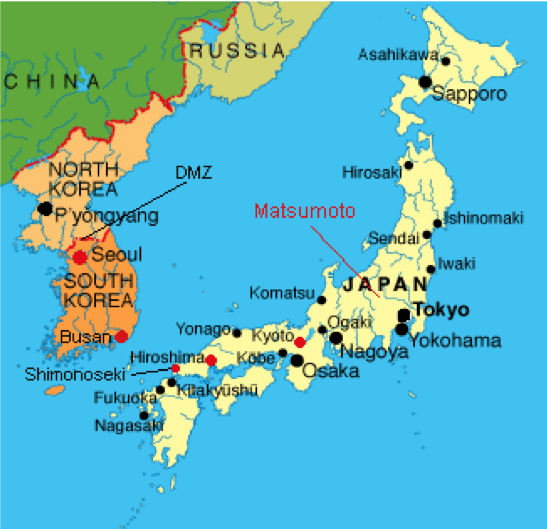 RUSSIA
CHINA
Asahikawa
Sapporo
NORTH
KOREA
DMZ
P'yŏngyang
Hirosaki
Matsumoto
Ishinomaki
Sendai
Seoul
Iwaki
SOUTH
KOREA
JAPAN
Komatsu
Tokyo
Busan
Yonago
Kyoto
Ogaki
Yokohama
Nagoya
Hiroshima
Kobe
Osaka
Shimonoseki
Kitakyūshū
Fukuoka
Nagasaki